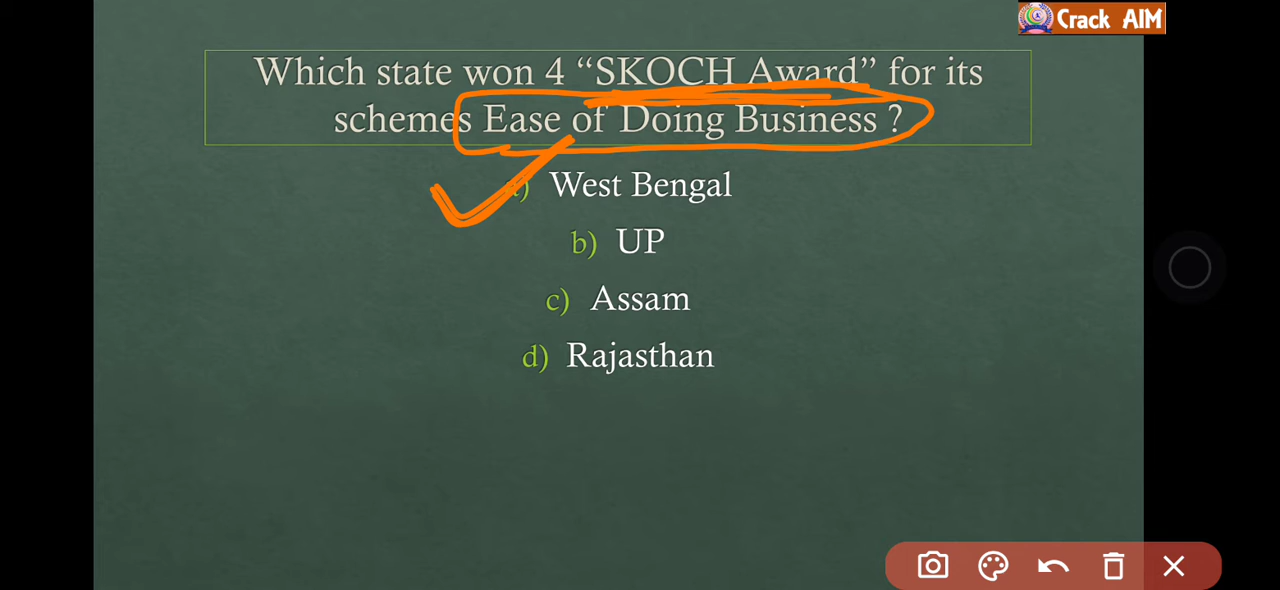 Crack AIM
Which state won 4 “SKOCH Award” for its
schemes Ease of Doing Business ?
a) West Bengal
b) UP
c) Assam
d) Rajasthan